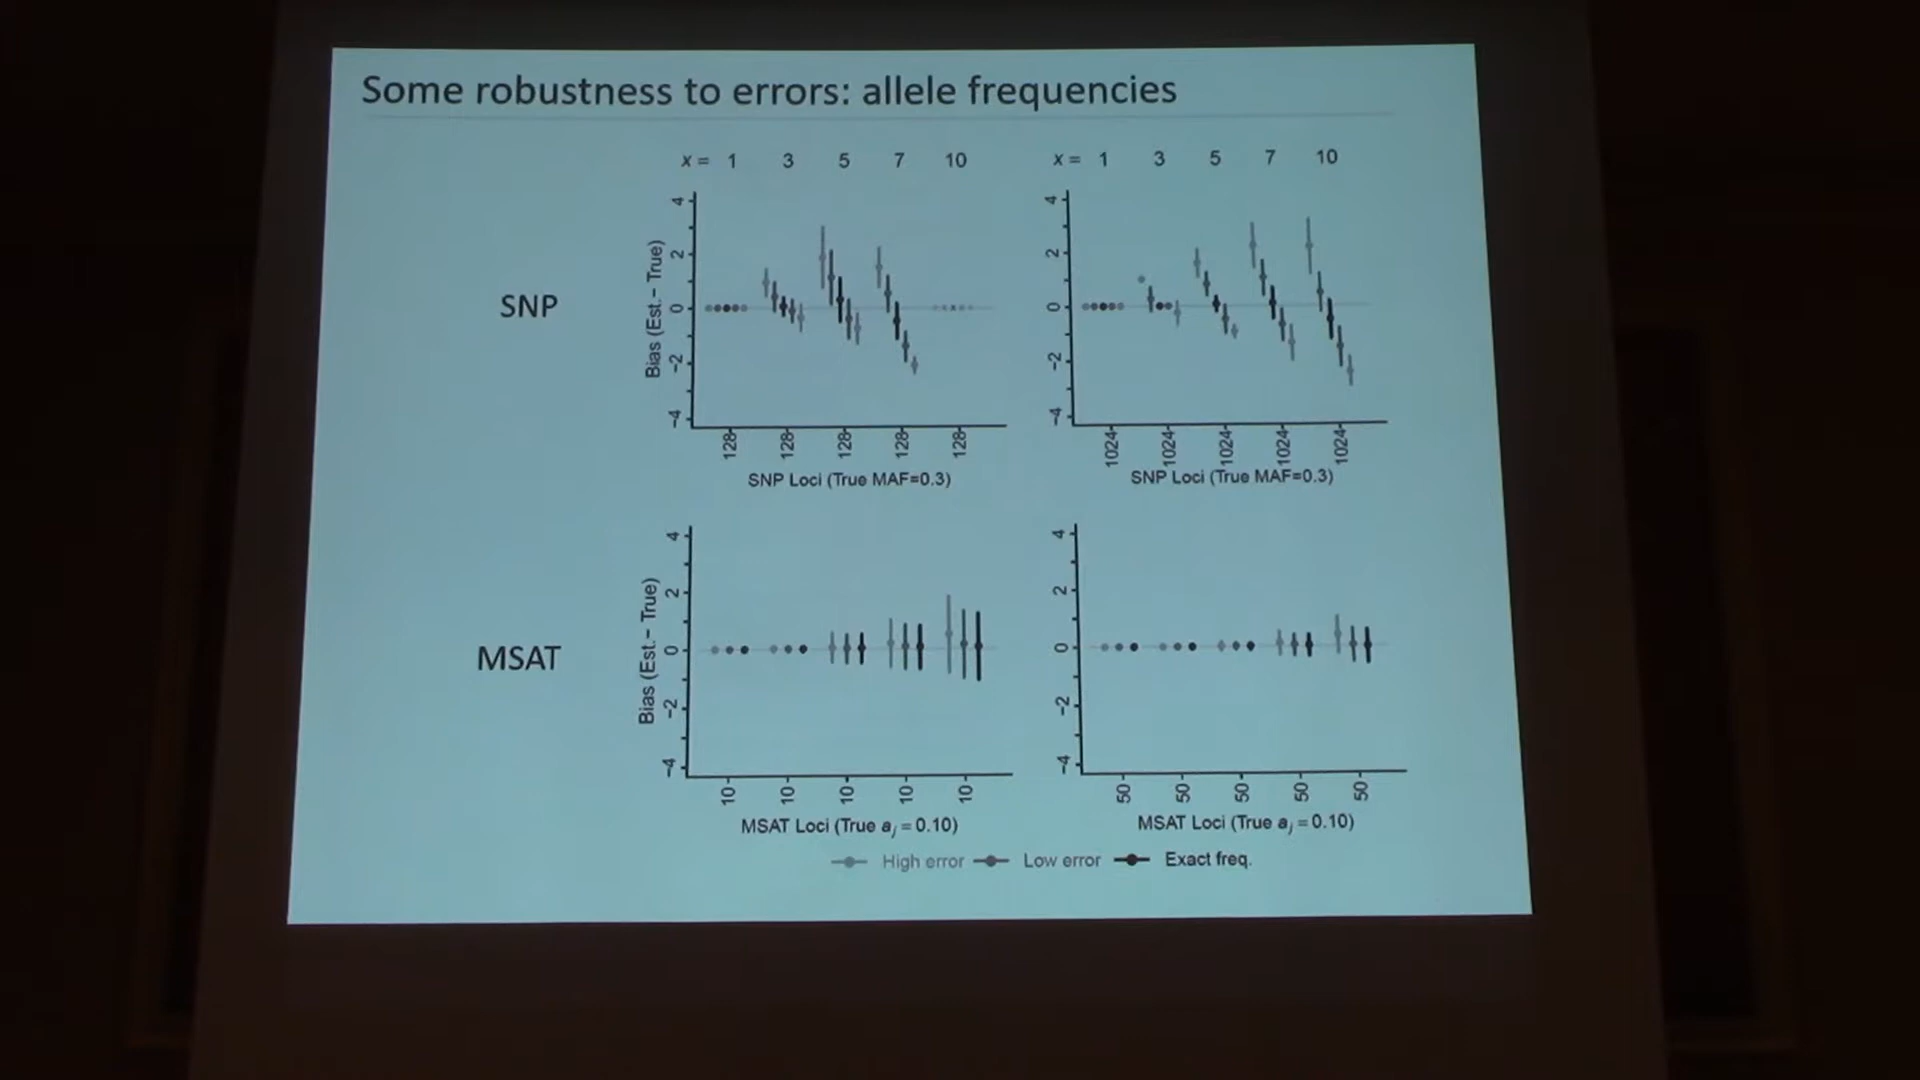 Some robustness to errors: allele frequencies
x = 1 3 5 7 10
x = 1 3 5 7 10
SNP
Bias (Est.− True)
4
2
0
−2
−4
128 128 128 128 128
SNP Loci (True MAF=0.3)
4
2
0
−2
−4
1024 1024 1024 1024 1024
SNP Loci (True MAF=0.3)
MSAT
Bias (Est.− True)
4
2
0
−2
−4
10 10 10 10 10
MSAT Loci (True aj = 0.10)
4
2
0
−2
−4
50 50 50 50 50
MSAT Loci (True aj = 0.10)
High error Low error Exact freq.